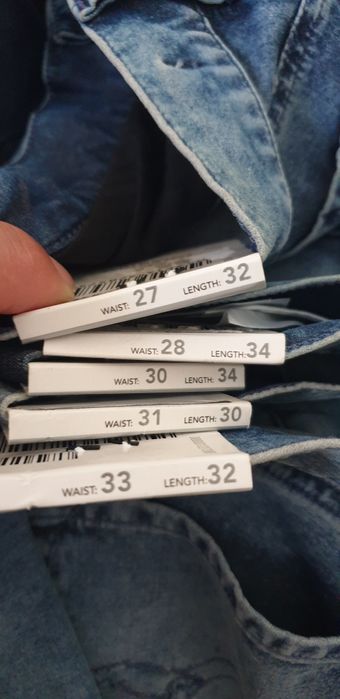 WAIST: 27 LENGTH: 32
WAIST: 28 LENGTH: 34
WAIST: 30 LENGTH: 34
WAIST: 31 LENGTH: 30
WAIST: 33 LENGTH: 32